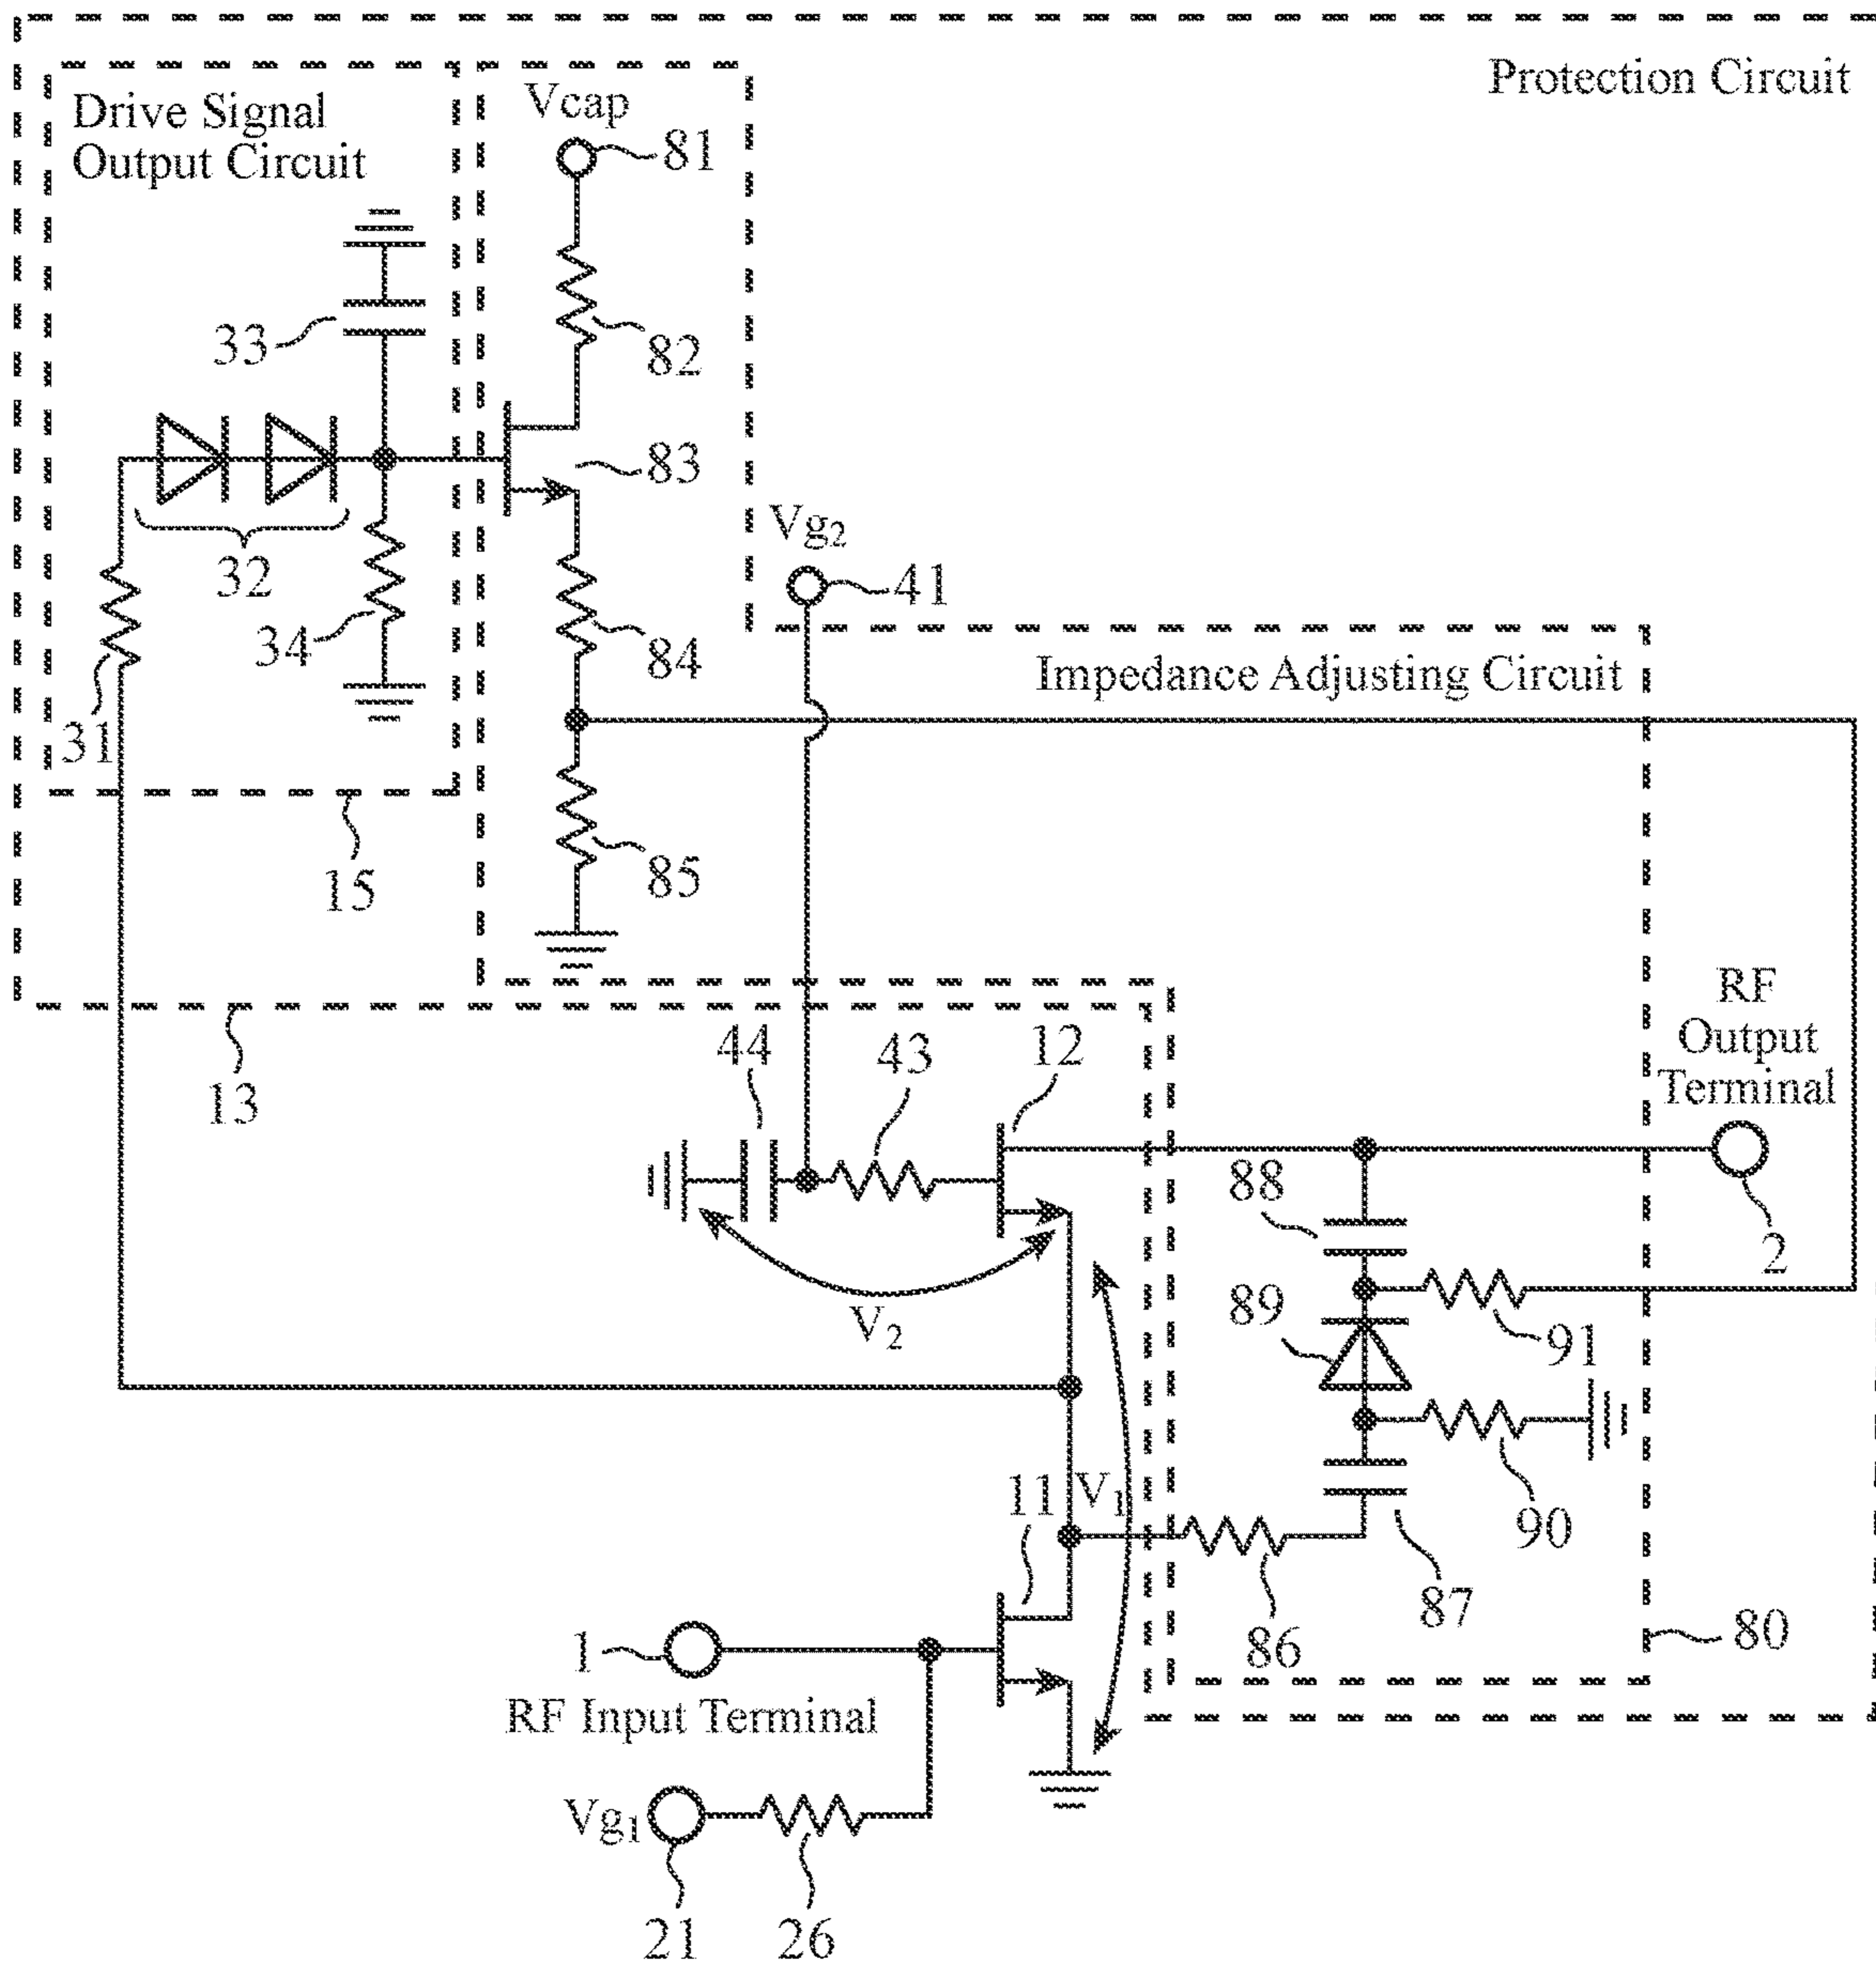 Protection Circuit
Drive Signal
Output Circuit
Vcap
81
33
82
83
Vg2
32
41
34
84
Impedance Adjusting Circuit
31
85
15
RF
Output
Terminal
44
43
12
13
88
2
89
V2
91
11
V1
90
87
1
86
80
RF Input Terminal
Vg1
21
26